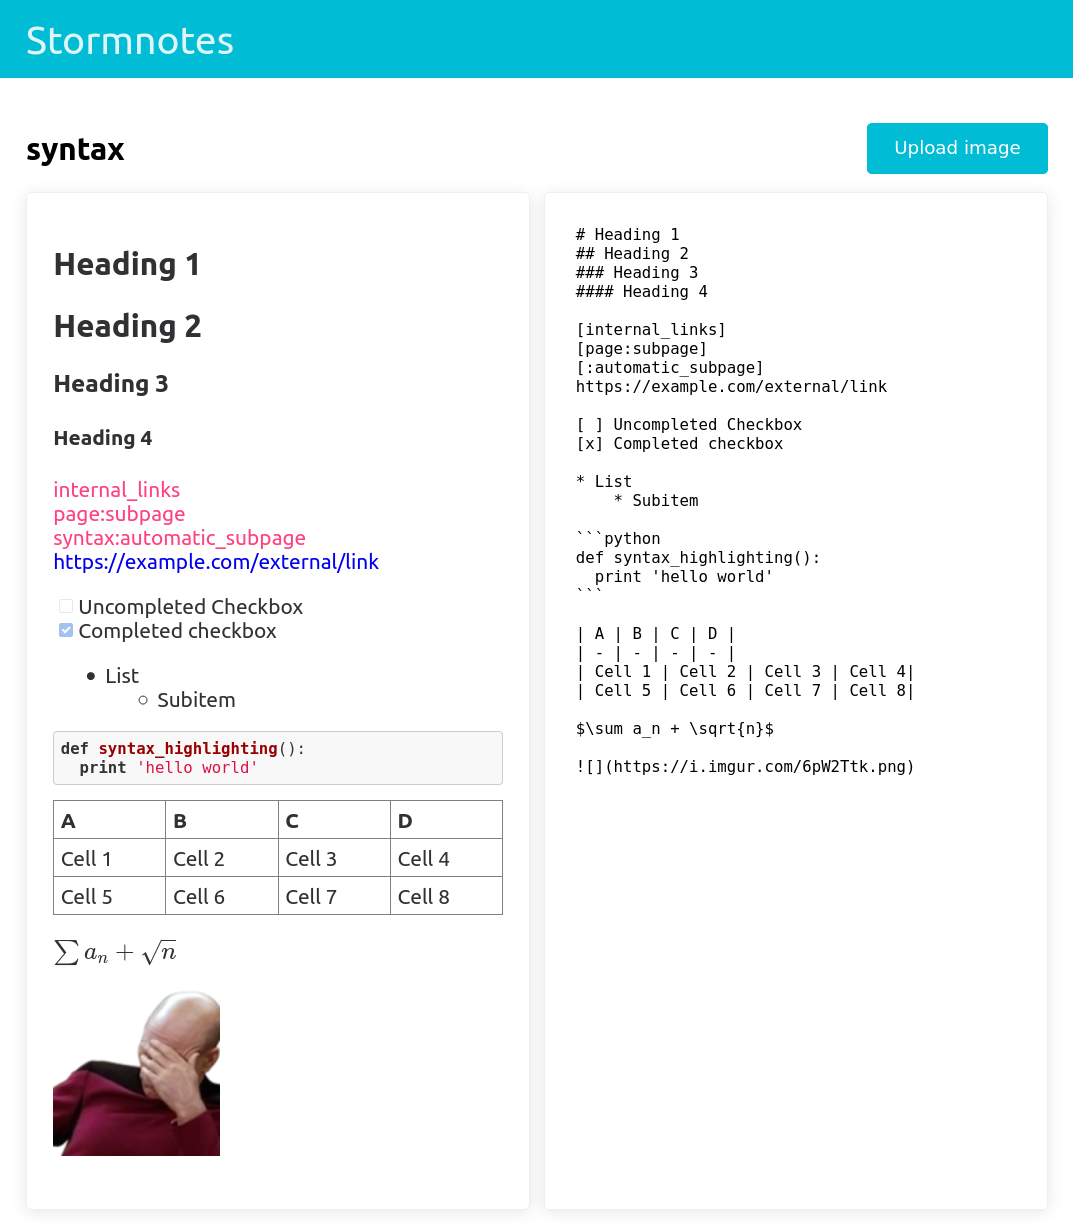 Stormnotes
syntax
Upload image
Heading 1
Heading 2
Heading 3
Heading 4
internal_links
page:subpage
syntax:automatic_subpage
https://example.com/external/link
Uncompleted Checkbox
Completed checkbox
• List
◦ Subitem
def syntax_highlighting():
  print 'hello world'
A B C D
Cell 1 Cell 2 Cell 3 Cell 4
Cell 5 Cell 6 Cell 7 Cell 8
∑ aₙ + √n
# Heading 1
## Heading 2
### Heading 3
#### Heading 4
[internal_links]
[page:subpage]
[:automatic_subpage]
https://example.com/external/link
[ ] Uncompleted Checkbox
[x] Completed checkbox
* List
    * Subitem
```python
def syntax_highlighting():
  print 'hello world'
```
| A | B | C | D |
| - | - | - | - |
| Cell 1 | Cell 2 | Cell 3 | Cell 4|
| Cell 5 | Cell 6 | Cell 7 | Cell 8|
$\sum a_n + \sqrt{n}$
![](https://i.imgur.com/6pW2Ttk.png)